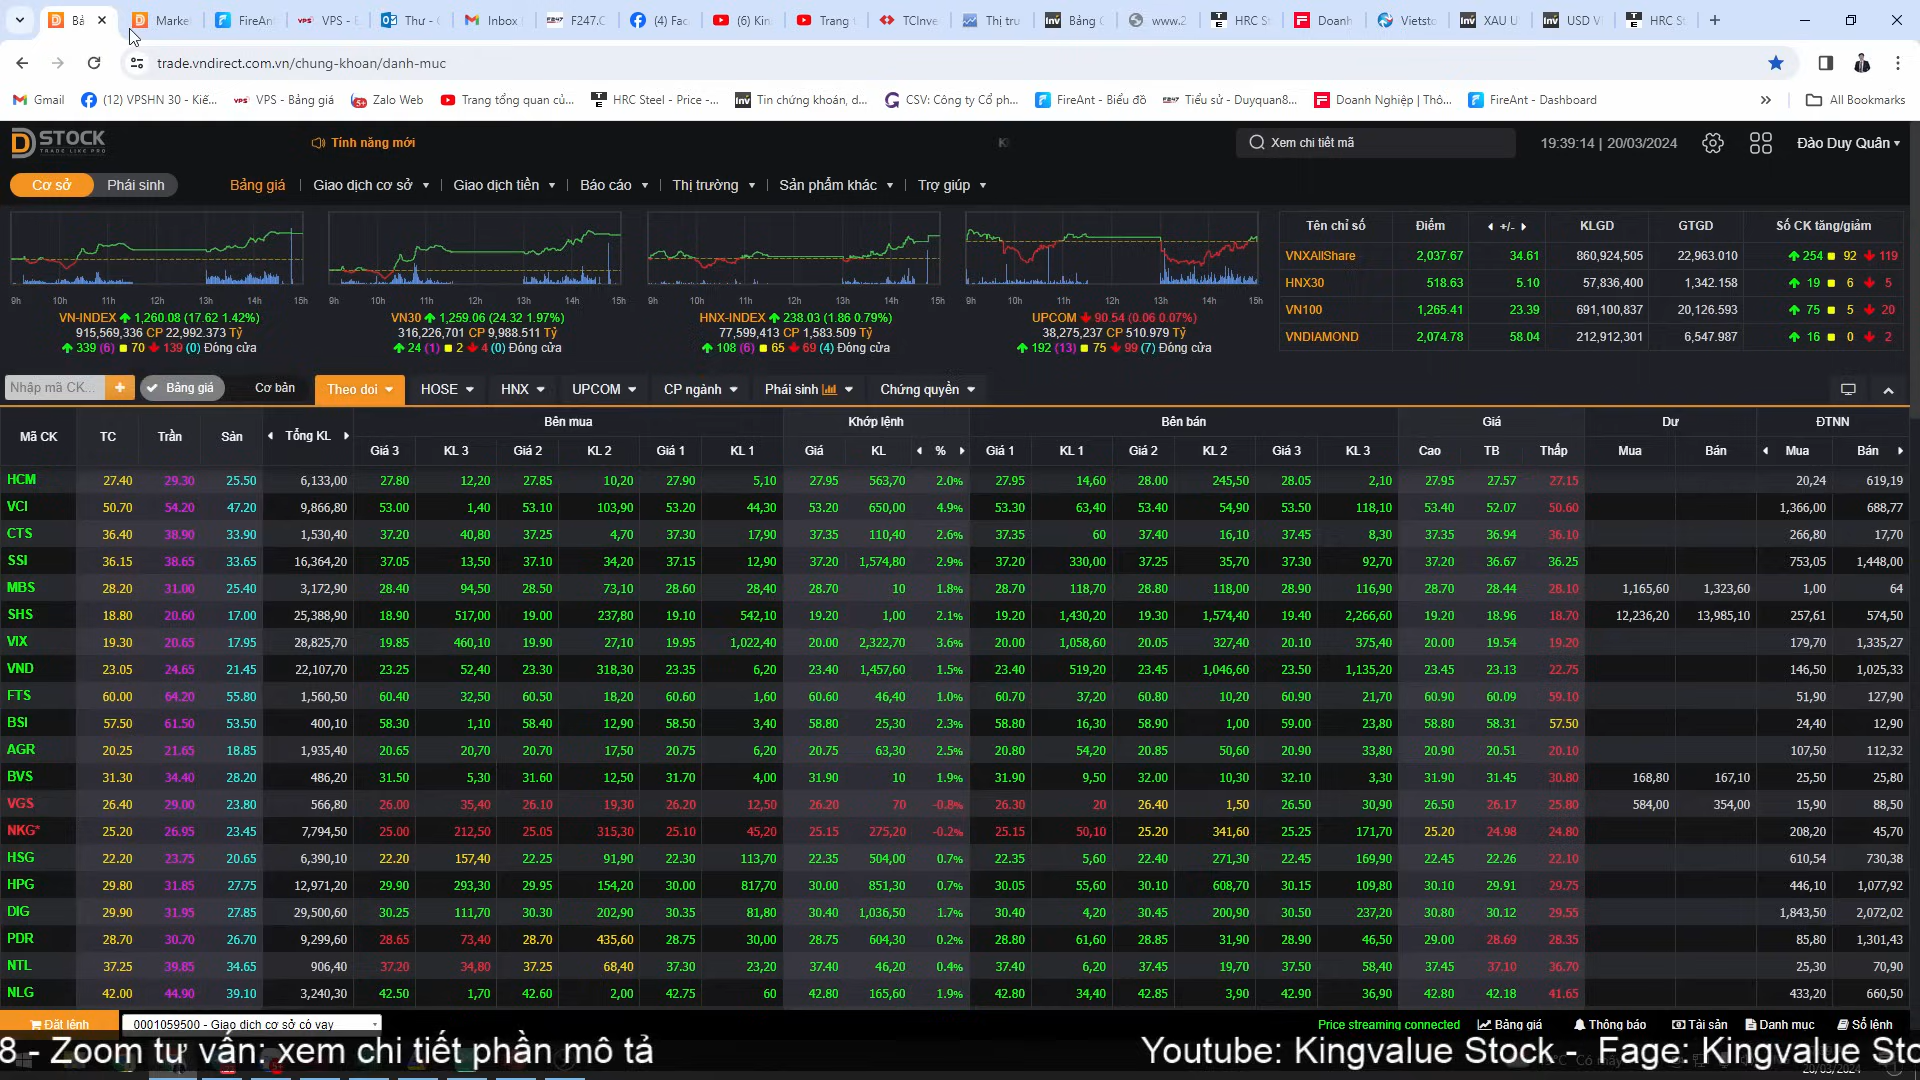 Bả
Market
FireAnt
VPS - B
Thư -
Inbox
F247.C
(4) Fac
(6) Kin
Trang
TCInve
Thị trư
Bảng
www.2
HRC St
Doanh
Vietsto
XAU U
USD V
HRC St
trade.vndirect.com.vn/chung-khoan/danh-muc
Gmail
(12) VPSHN 30 - Kiế...
VPS - Bảng giá
Zalo Web
Trang tổng quan củ...
HRC Steel - Price -...
Tin chứng khoán, d...
CSV: Công ty Cổ ph...
FireAnt - Biểu đồ
Tiểu sử - Duyquan8...
Doanh Nghiệp | Thô...
FireAnt - Dashboard
All Bookmarks
DSTOCK
TRADE LIKE PRO
Tính năng mới
Xem chi tiết mã
19:39:14 | 20/03/2024
Đào Duy Quân
Cơ sở Phái sinh Bảng giá | Giao dịch cơ sở | Giao dịch tiền | Báo cáo | Thị trường | Sản phẩm khác | Trợ giúp
9h 10h 11h 12h 13h 14h 15h
VN-INDEX 1,260.08 (17.62 1.42%)
915,569,336 CP 22,992.373 Tỷ
339 (6) 70 139 (0) Đóng cửa
9h 10h 11h 12h 13h 14h 15h
VN30 1,259.06 (24.32 1.97%)
316,226,701 CP 9,988.511 Tỷ
24 (1) 2 4 (0) Đóng cửa
9h 10h 11h 12h 13h 14h 15h
HNX-INDEX 238.03 (1.86 0.79%)
77,599,413 CP 1,583.509 Tỷ
108 (6) 65 69 (4) Đóng cửa
9h 10h 11h 12h 13h 14h 15h
UPCOM 90.54 (0.06 0.07%)
38,275,237 CP 510.979 Tỷ
192 (13) 75 99 (7) Đóng cửa
Tên chỉ số Điểm +/- KLGD GTGD Số CK tăng/giảm
VNXAllShare 2,037.67 34.61 860,924,505 22,963.010 254 92 119
HNX30 518.63 5.10 57,836,400 1,342.158 19 6 5
VN100 1,265.41 23.39 691,100,837 20,126.593 75 5 20
VNDIAMOND 2,074.78 58.04 212,912,301 6,547.987 16 0 2
Nhập mã CK... + Bảng giá Cơ bản Theo doi HOSE HNX UPCOM CP ngành Phái sinh Chứng quyền
Mã CK TC Trần Sàn Tổng KL Bên mua Khớp lệnh Bên bán Giá Dư ĐTNN
Giá 3 KL 3 Giá 2 KL 2 Giá 1 KL 1 Giá KL % Giá 1 KL 1 Giá 2 KL 2 Giá 3 KL 3 Cao TB Thấp Mua Bán Mua Bán
HCM 27.40 29.30 25.50 6,133,00 27.80 12,20 27.85 10,20 27.90 5,10 27.95 563,70 2.0% 27.95 14,60 28.00 245,50 28.05 2,10 27.95 27.57 27.15 20,24 619,19
VCI 50.70 54.20 47.20 9,866,80 53.00 1,40 53.10 103,90 53.20 44,30 53.20 650,00 4.9% 53.30 63,40 53.40 54,90 53.50 118,10 53.40 52.07 50.60 1,366,00 688,77
CTS 36.40 38.90 33.90 1,530,40 37.20 40,80 37.25 4,70 37.30 17,90 37.35 110,40 2.6% 37.35 60 37.40 16,10 37.45 8,30 37.35 36.94 36.10 266,80 17,70
SSI 36.15 38.65 33.65 16,364,20 37.05 13,50 37.10 34,20 37.15 12,90 37.20 1,574,80 2.9% 37.20 330,00 37.25 35,70 37.30 92,70 37.20 36.67 36.25 753,05 1,448,00
MBS 28.20 31.00 25.40 3,172,90 28.40 94,50 28.50 73,10 28.60 28,40 28.70 10 1.8% 28.70 118,70 28.80 118,00 28.90 116,90 28.70 28.44 28.10 1,165,60 1,323,60 1,00 64
SHS 18.80 20.60 17.00 25,388,90 18.90 517,00 19.00 237,80 19.10 542,10 19.20 1,00 2.1% 19.20 1,430,20 19.30 1,574,40 19.40 2,266,60 19.20 18.96 18.70 12,236,20 13,985,10 257,61 574,50
VIX 19.30 20.65 17.95 28,825,70 19.85 460,10 19.90 27,10 19.95 1,022,40 20.00 2,322,70 3.6% 20.00 1,058,60 20.05 327,40 20.10 375,40 20.00 19.54 19.20 179,70 1,335,27
VND 23.05 24.65 21.45 22,107,70 23.25 52,40 23.30 318,30 23.35 6,20 23.40 1,457,60 1.5% 23.40 519,20 23.45 1,046,60 23.50 1,135,20 23.45 23.13 22.75 146,50 1,025,33
FTS 60.00 64.20 55.80 1,560,50 60.40 32,50 60.50 18,20 60.60 1,60 60.60 46,40 1.0% 60.70 37,20 60.80 10,20 60.90 21,70 60.90 60.09 59.10 51,90 127,90
BSI 57.50 61.50 53.50 400,10 58.30 1,10 58.40 12,90 58.50 3,40 58.80 25,30 2.3% 58.80 16,30 58.90 1,00 59.00 23,80 58.80 58.31 57.50 24,40 12,90
AGR 20.25 21.65 18.85 1,935,40 20.65 20,70 20.70 17,50 20.75 6,20 20.75 63,30 2.5% 20.80 54,20 20.85 50,60 20.90 33,80 20.90 20.51 20.10 107,50 112,32
BVS 31.30 34.40 28.20 486,20 31.50 5,30 31.60 12,50 31.70 4,00 31.90 10 1.9% 31.90 9,50 32.00 10,30 32.10 3,30 31.90 31.45 30.80 168,80 167,10 25,50 25,80
VGS 26.40 29.00 23.80 566,80 26.00 35,40 26.10 19,30 26.20 12,50 26.20 70 -0.8% 26.30 20 26.40 1,50 26.50 30,90 26.50 26.17 25.80 584,00 354,00 15,90 88,50
NKG* 25.20 26.95 23.45 7,794,50 25.00 212,50 25.05 315,30 25.10 45,20 25.15 275,20 -0.2% 25.15 50,10 25.20 341,60 25.25 171,70 25.20 24.98 24.80 208,20 45,70
HSG 22.20 23.75 20.65 6,390,10 22.20 157,40 22.25 91,90 22.30 113,70 22.35 504,00 0.7% 22.35 5,60 22.40 271,30 22.45 169,90 22.45 22.26 22.10 610,54 730,38
HPG 29.80 31.85 27.75 12,971,20 29.90 293,30 29.95 154,20 30.00 817,70 30.00 851,30 0.7% 30.05 55,60 30.10 608,70 30.15 109,80 30.10 29.91 29.75 446,10 1,077,92
DIG 29.90 31.95 27.85 29,500,60 30.25 111,70 30.30 202,90 30.35 81,80 30.40 1,036,50 1.7% 30.40 4,20 30.45 200,90 30.50 237,20 30.80 30.12 29.55 1,843,50 2,072,02
PDR 28.70 30.70 26.70 9,299,60 28.65 73,40 28.70 435,60 28.75 30,00 28.75 604,30 0.2% 28.80 61,60 28.85 31,90 28.90 46,50 29.00 28.69 28.35 85,80 1,301,43
NTL 37.25 39.85 34.65 906,40 37.20 34,80 37.25 68,40 37.30 23,20 37.40 46,20 0.4% 37.40 6,20 37.45 19,70 37.50 58,40 37.45 37.10 36.70 25,30 70,90
NLG 42.00 44.90 39.10 3,240,30 42.50 1,70 42.60 2,00 42.75 60 42.80 165,60 1.9% 42.80 34,40 42.85 3,90 42.90 36,90 42.80 42.18 41.65 433,20 660,50
Đặt lệnh 0001059500 - Giao dịch cơ sở có vay Price streaming connected Bảng giá Thông báo Tài sản Danh mục Sổ lệnh
8 - Zoom tư vấn: xem chi tiết phần mô tả Youtube: Kingvalue Stock - Fage: Kingvalue Sto
20/03/2024